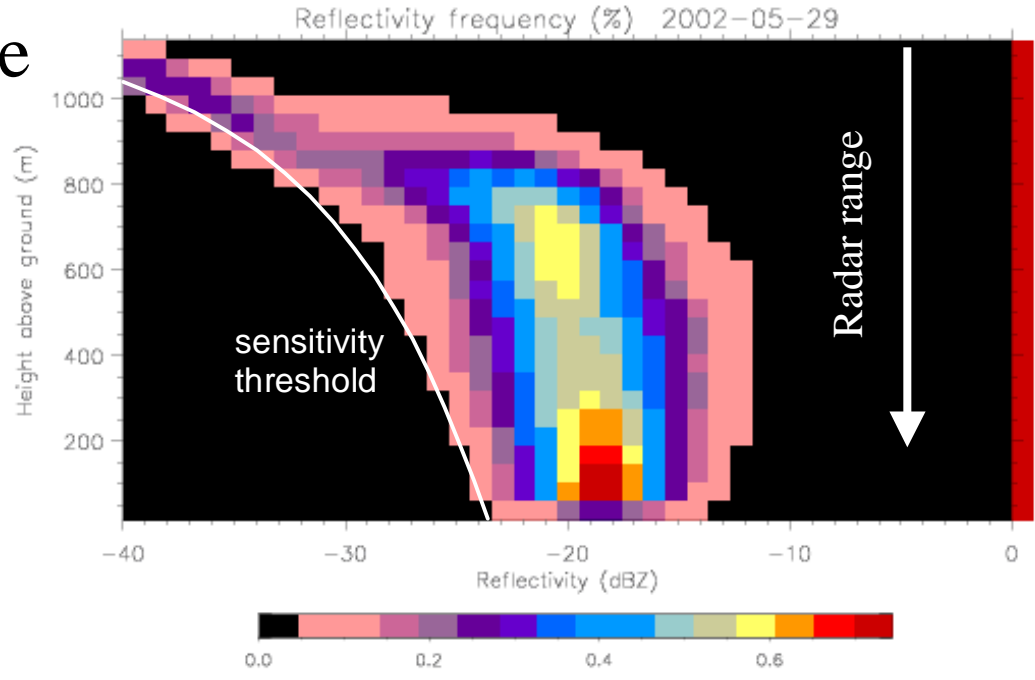 Reflectivity frequency (%) 2002-05-29
e
1000
800
600
400
200
Height above ground (m)
sensitivity
threshold
Radar range
-40 -30 -20 -10 0
Reflectivity (dBZ)
0.0 0.2 0.4 0.6